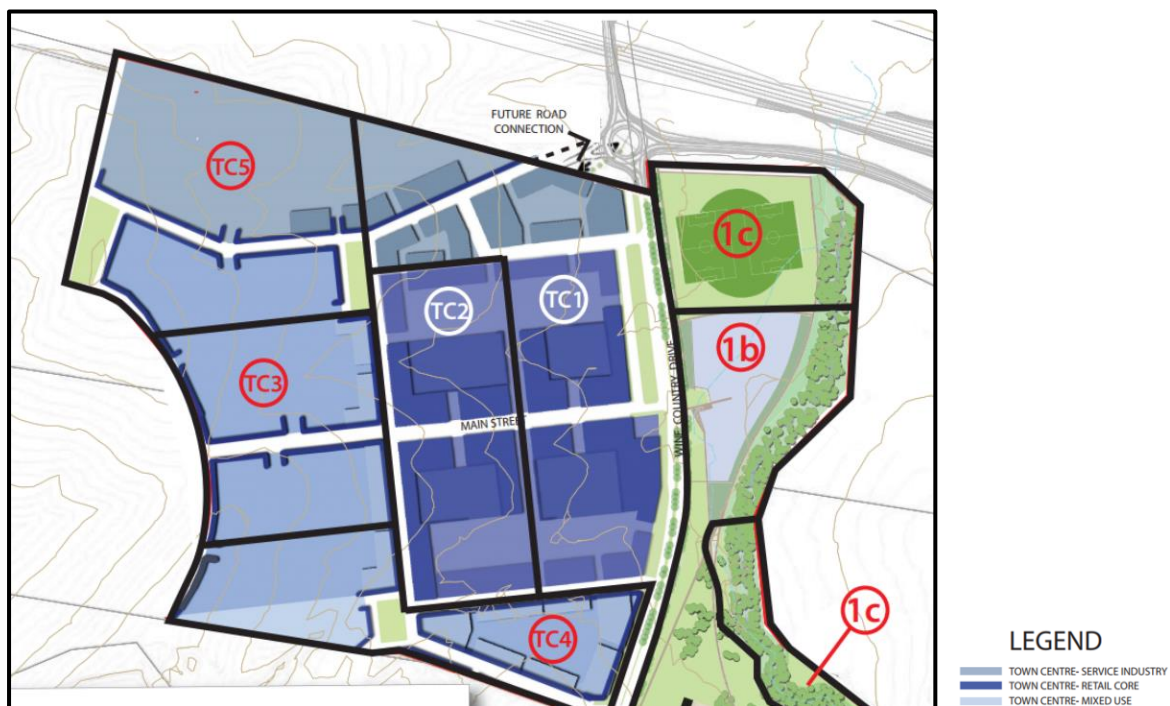 FUTURE ROAD
CONNECTION
TC5
1c
TC2
TC1
1b
TC3
WINE COUNTRY DRIVE
MAIN STREET
1c
TC4
LEGEND
TOWN CENTRE- SERVICE INDUSTRY
TOWN CENTRE- RETAIL CORE
TOWN CENTRE- MIXED USE